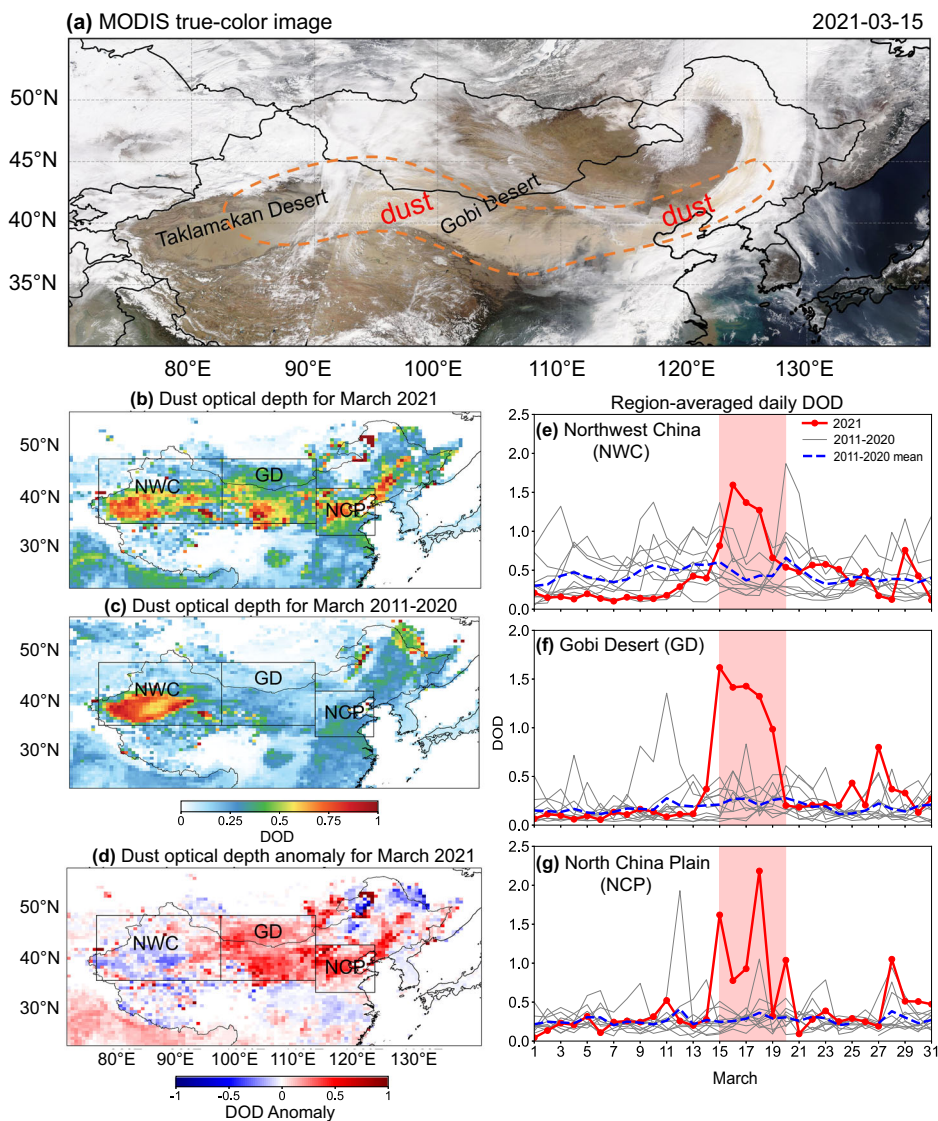 (a) MODIS true-color image 2021-03-15
50°N
45°N
40°N
35°N
Taklamakan Desert
dust
Gobi Desert
dust
80°E 90°E 100°E 110°E 120°E 130°E
(b) Dust optical depth for March 2021
50°N
40°N
30°N
NWC
GD
NCP
(c) Dust optical depth for March 2011-2020
50°N
40°N
30°N
NWC
GD
NCP
0 0.25 0.5 0.75 1
DOD
(d) Dust optical depth anomaly for March 2021
50°N
40°N
30°N
NWC
GD
NCP
80°E 90°E 100°E 110°E 120°E 130°E
-1 -0.5 0 0.5 1
DOD Anomaly
Region-averaged daily DOD
(e) Northwest China
(NWC)
2021
2011-2020
2011-2020 mean
2.5
2.0
1.5
1.0
0.5
0.0
(f) Gobi Desert (GD)
2.0
1.5
1.0
0.5
0.0
DOD
(g) North China Plain
(NCP)
2.0
1.5
1.0
0.5
0.0
1 3 5 7 9 11 13 15 17 19 21 23 25 27 29 31
March